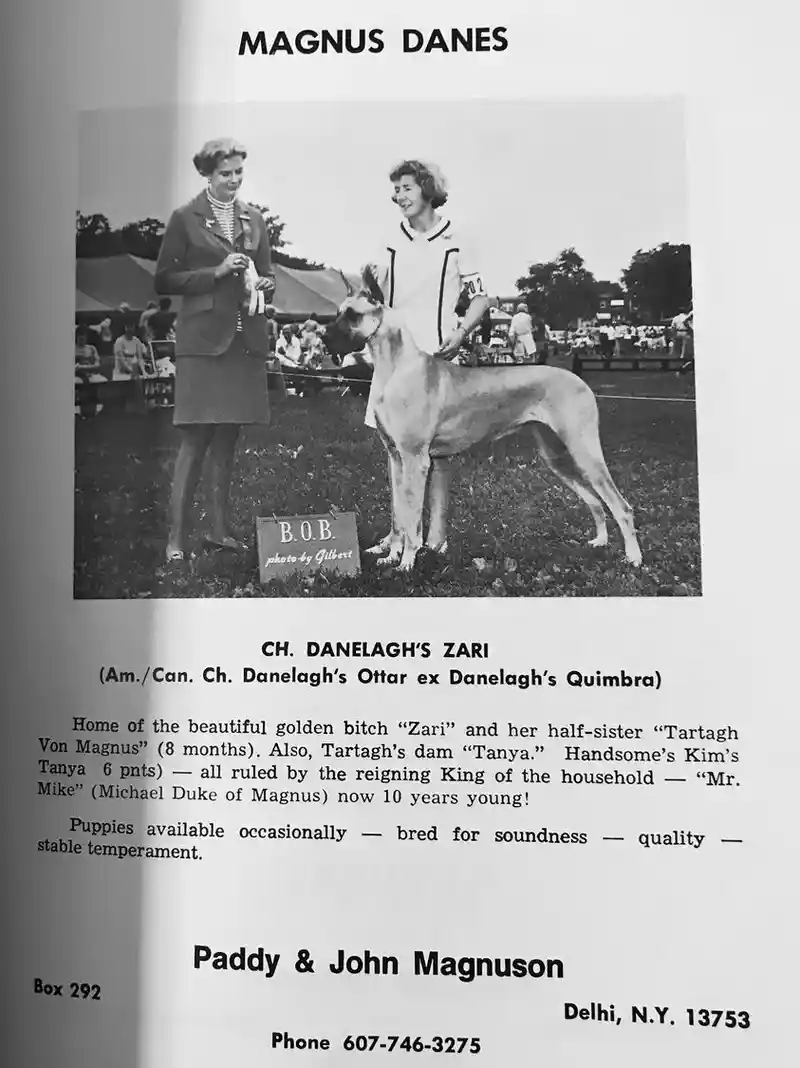 MAGNUS DANES
702
B.O.B.
photo by Gilbert
CH. DANELAGH'S ZARI
(Am./Can. Ch. Danelagh's Ottar ex Danelagh's Quimbra)
Home of the beautiful golden bitch “Zari” and her half-sister “Tartagh
Von Magnus” (8 months). Also, Tartagh's dam “Tanya.” Handsome's Kim's
Tanya 6 pnts) — all ruled by the reigning King of the household — “Mr.
Mike” (Michael Duke of Magnus) now 10 years young!
Puppies available occasionally — bred for soundness — quality —
stable temperament.
Paddy & John Magnuson
Box 292
Delhi, N.Y. 13753
Phone 607-746-3275